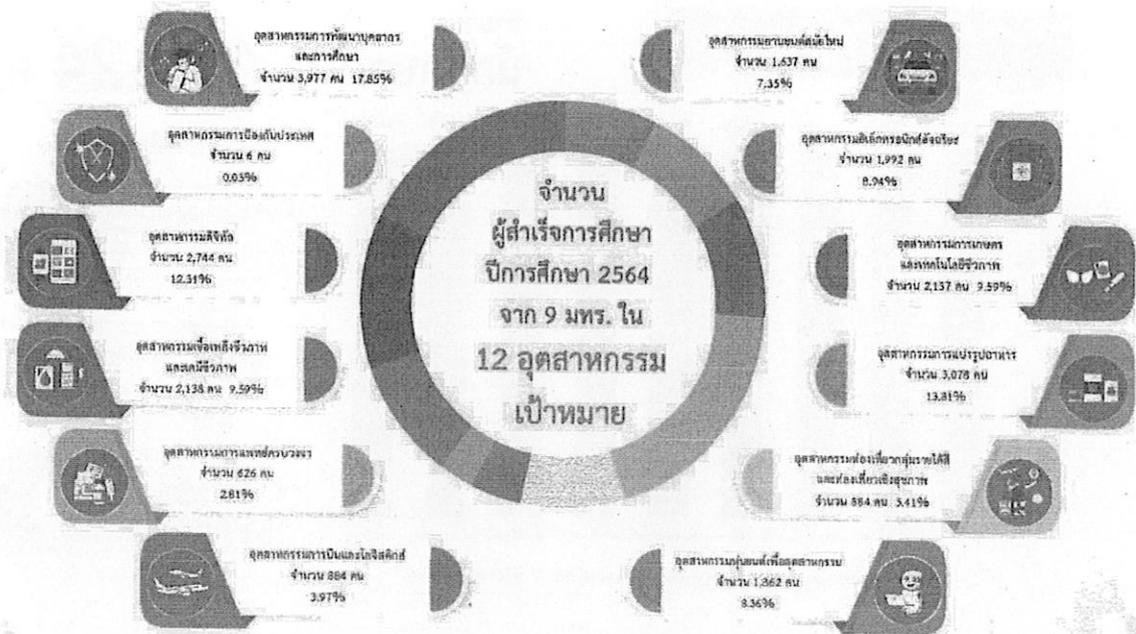 อุตสาหกรรมการพัฒนาบุคลากร
และการศึกษา
จำนวน 3,977 คน 17.85%
อุตสาหกรรมการป้องกันประเทศ
จำนวน 6 คน
0.03%
อุตสาหกรรมดิจิทัล
จำนวน 2,744 คน
12.31%
อุตสาหกรรมเชื้อเพลิงชีวภาพ
และเคมีชีวภาพ
จำนวน 2,138 คน 9.59%
อุตสาหกรรมการแพทย์ครบวงจร
จำนวน 626 คน
2.81%
อุตสาหกรรมการบินและโลจิสติกส์
จำนวน 884 คน
3.97%
จำนวน
ผู้สำเร็จการศึกษา
ปีการศึกษา 2564
จาก 9 มทร. ใน
12 อุตสาหกรรม
เป้าหมาย
อุตสาหกรรมยานยนต์สมัยใหม่
จำนวน 1,637 คน
7.35%
อุตสาหกรรมอิเล็กทรอนิกส์อัจฉริยะ
จำนวน 1,992 คน
8.94%
อุตสาหกรรมการเกษตร
และเทคโนโลยีชีวภาพ
จำนวน 2,137 คน 9.59%
อุตสาหกรรมการแปรรูปอาหาร
จำนวน 3,078 คน
13.81%
อุตสาหกรรมท่องเที่ยวกลุ่มรายได้ดี
และท่องเที่ยวเชิงสุขภาพ
จำนวน 884 คน 3.41%
อุตสาหกรรมหุ่นยนต์เพื่ออุตสาหกรรม
จำนวน 1,862 คน
8.36%